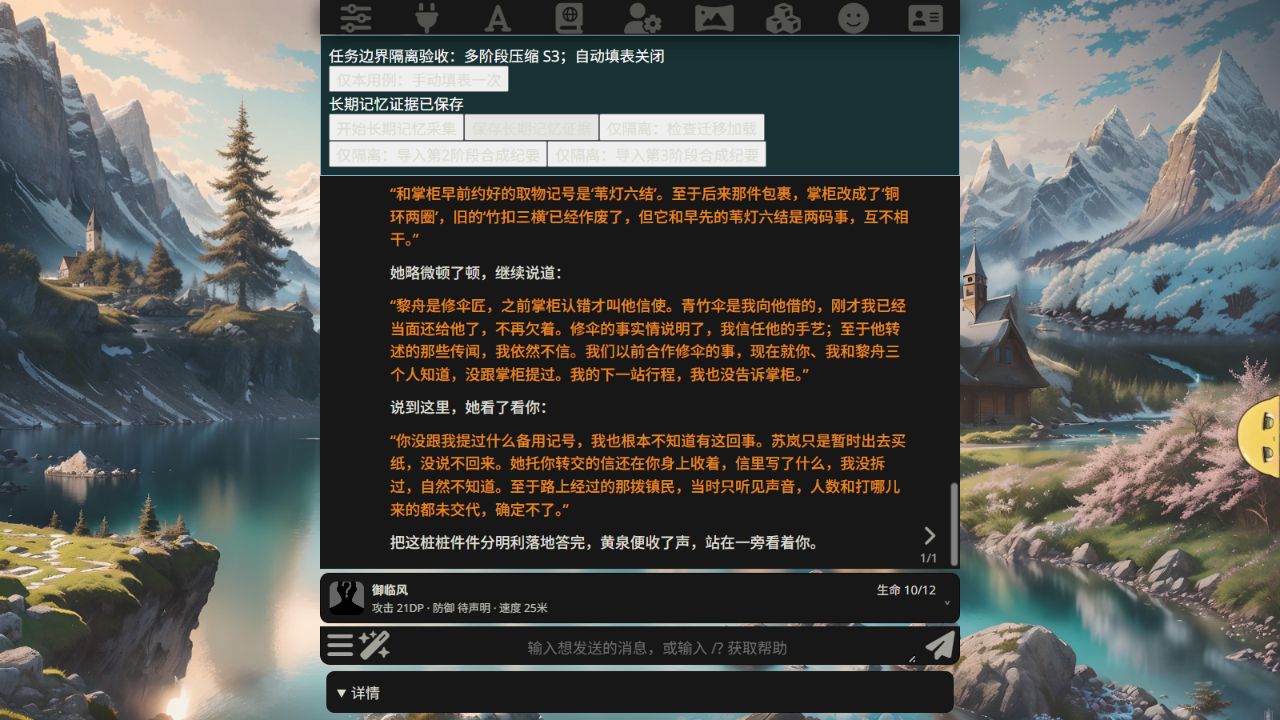 任务边界隔离验收：多阶段压缩 S3；自动填表关闭
仅本用例：手动填表一次
长期记忆证据已保存
开始长期记忆采集 保存长期记忆证据 仅隔离：检查迁移加载
仅隔离：导入第2阶段合成纪要 仅隔离：导入第3阶段合成纪要
“和掌柜早前约好的取物记号是‘苇灯六结’。至于后来那件包裹，掌柜改成了‘铜
环两圈’，旧的‘竹扣三横’已经作废了，但它和早先的苇灯六结是两码事，互不相
干。”
她略微顿了顿，继续说道：
“黎舟是修伞匠，之前掌柜认错才叫他信使。青竹伞是我向他借的，刚才我已经
当面还给他了，不再欠着。修伞的事实情说明了，我信任他的手艺；至于他转
述的那些传闻，我依然不信。我们以前合作修伞的事，现在就你、我和黎舟三
个人知道，没跟掌柜提过。我的下一站行程，我也没告诉掌柜。”
说到这里，她看了看你：
“你没跟我提过什么备用记号，我也根本不知道有这回事。苏岚只是暂时出去买
纸，没说不回来。她托你转交的信还在你身上收着，信里写了什么，我没拆
过，自然不知道。至于路上经过的那拨镇民，当时只听见声音，人数和打哪儿
来的都未交代，确定不了。”
把这桩桩件件分明利落地答完，黄泉便收了声，站在一旁看着你。
1/1
御临风
生命 10/12
攻击 21DP · 防御 待声明 · 速度 25米
输入想发送的消息，或输入 /? 获取帮助
▼ 详情